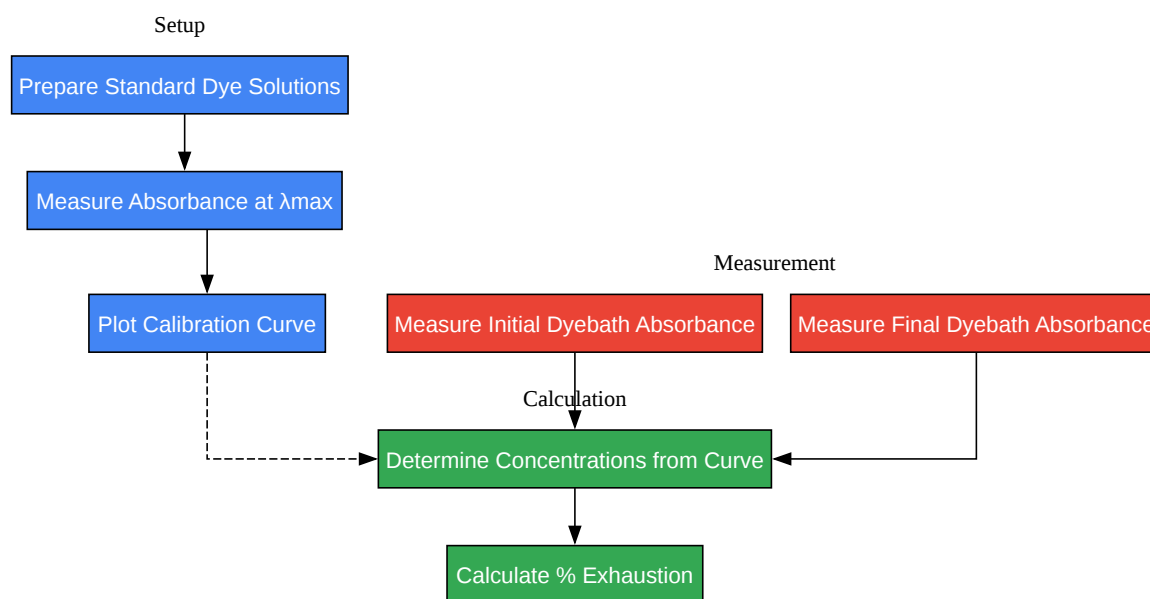 Setup
Prepare Standard Dye Solutions
Measure Absorbance at λmax
Measurement
Plot Calibration Curve
Measure Initial Dyebath Absorbance
Measure Final Dyebath Absorbance
Calculation
Determine Concentrations from Curve
Calculate % Exhaustion